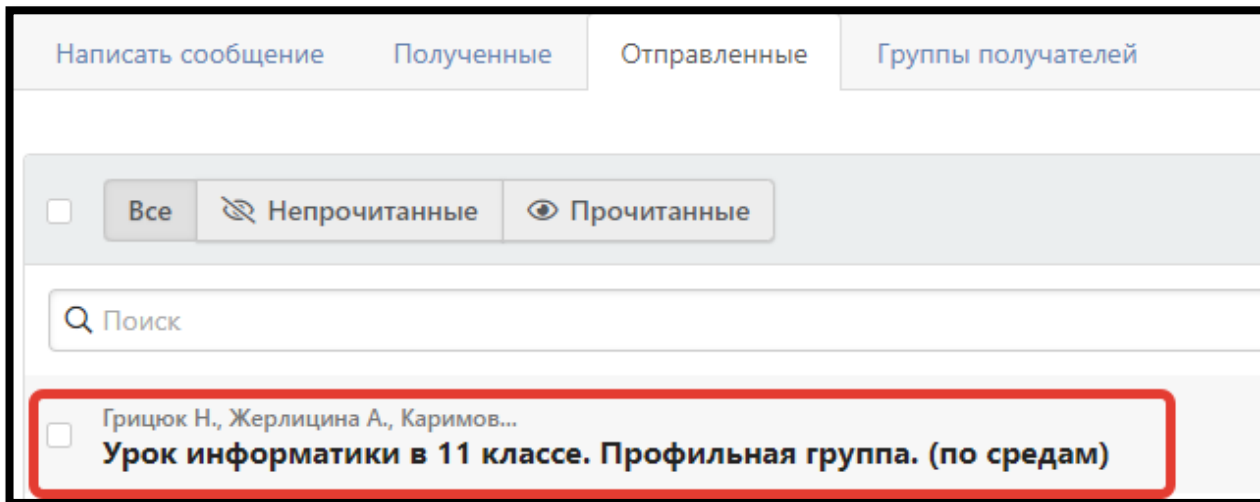 Написать сообщение Полученные Отправленные Группы получателей
Все Непрочитанные Прочитанные
Поиск
Грицюк Н., Жерлицина А., Каримов...
Урок информатики в 11 классе. Профильная группа. (по средам)